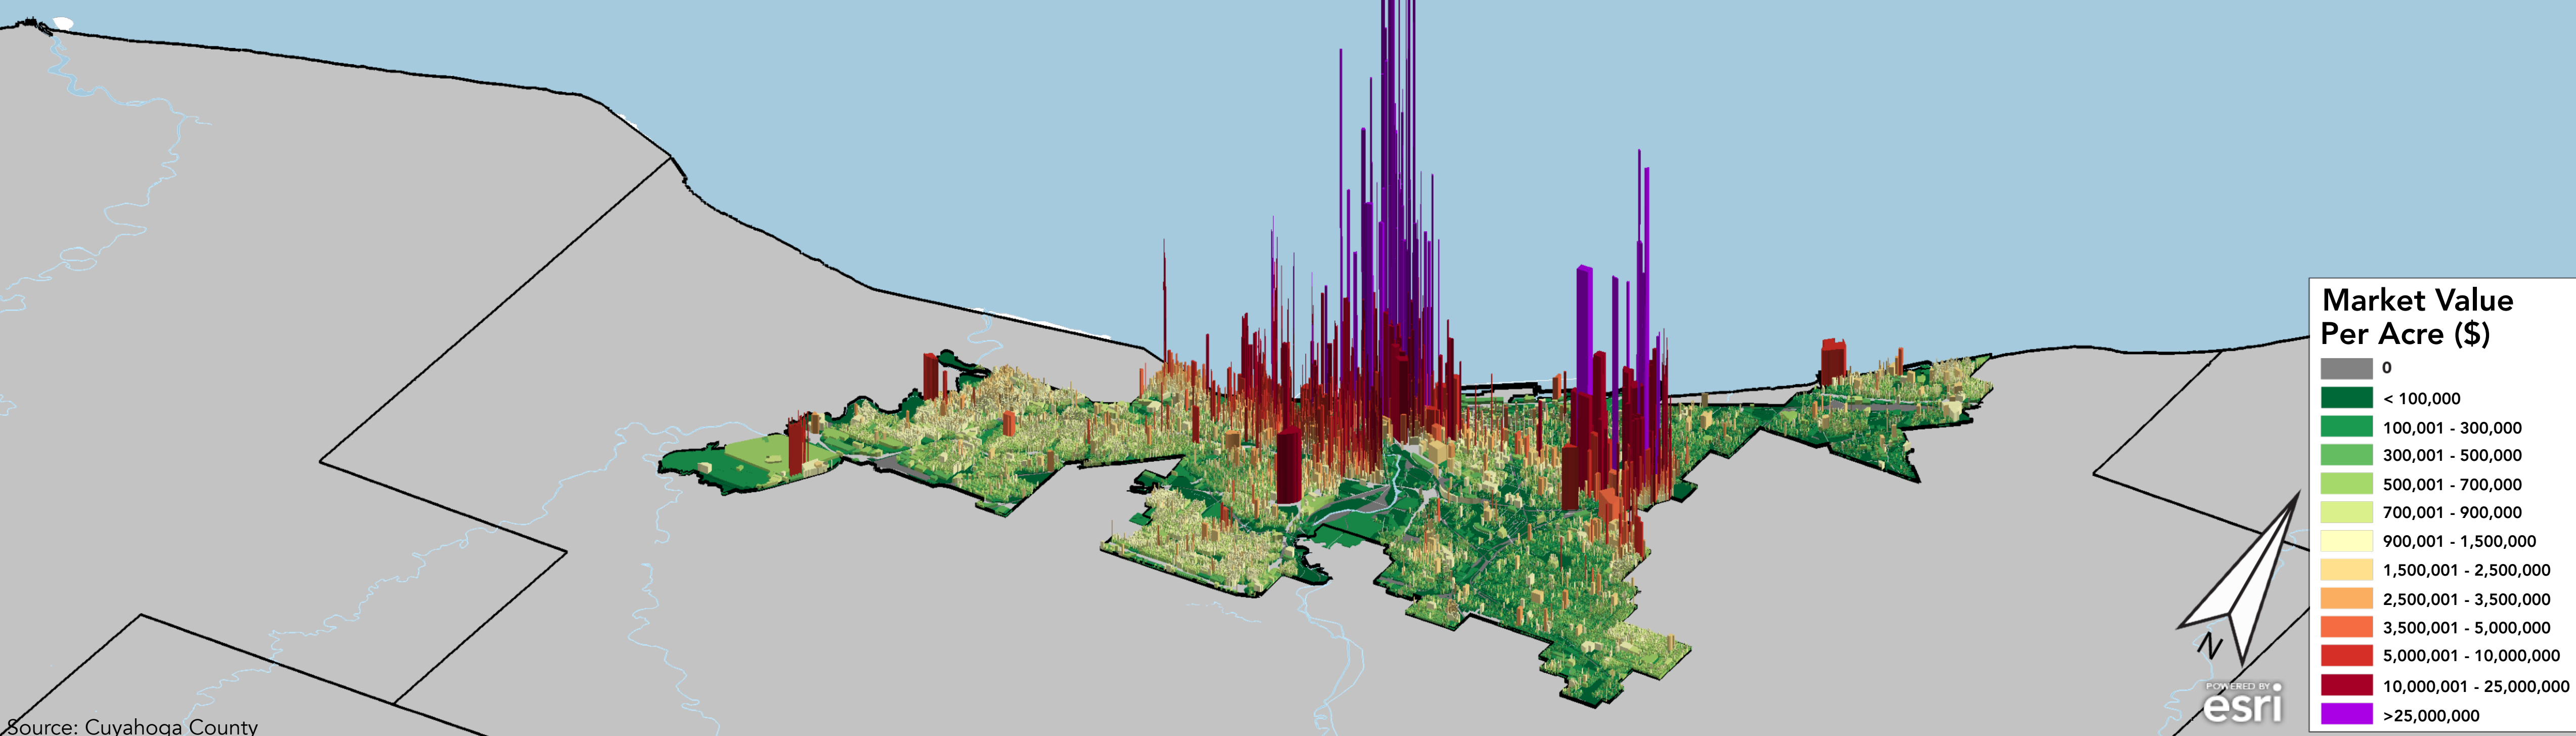 Market Value
Per Acre ($)
0
< 100,000
100,001 - 300,000
300,001 - 500,000
500,001 - 700,000
700,001 - 900,000
900,001 - 1,500,000
1,500,001 - 2,500,000
2,500,001 - 3,500,000
3,500,001 - 5,000,000
5,000,001 - 10,000,000
10,000,001 - 25,000,000
>25,000,000
N
POWERED BY
esri
Source: Cuyahoga County